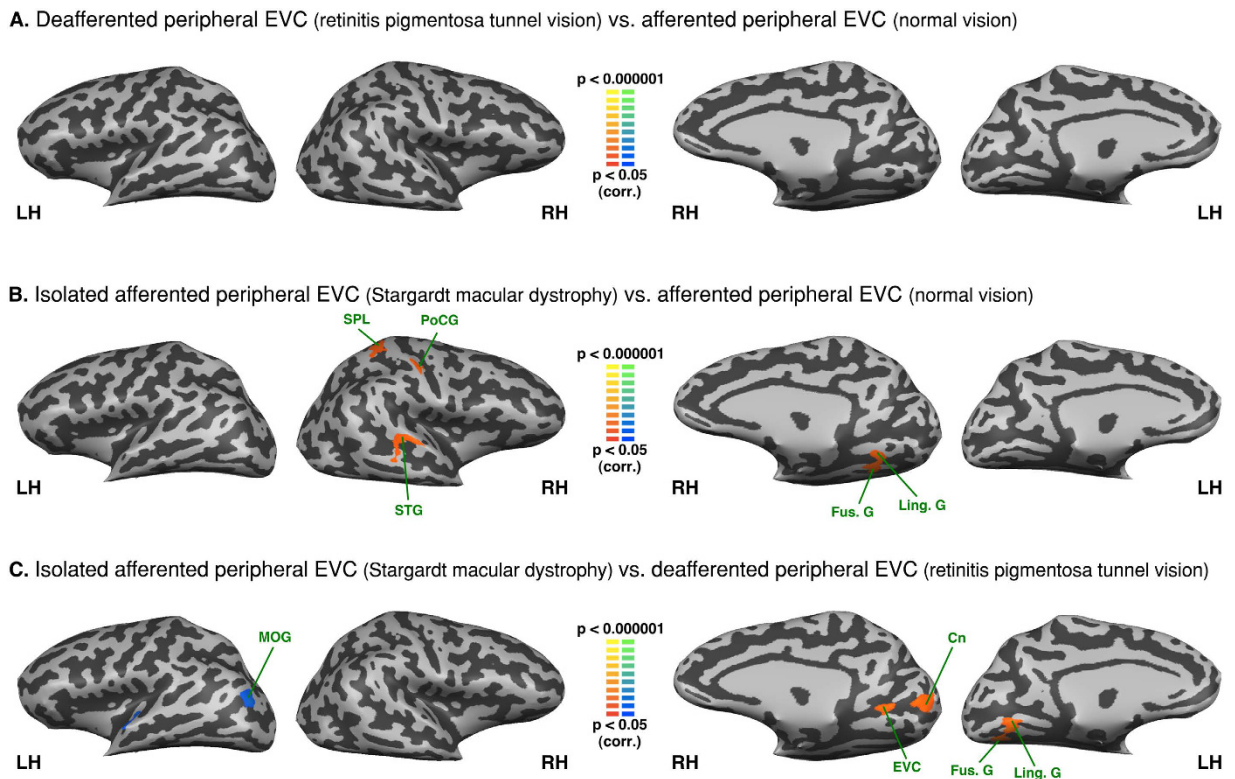 A. Deafferented peripheral EVC (retinitis pigmentosa tunnel vision) vs. afferented peripheral EVC (normal vision)
p < 0.000001
p < 0.05
(corr.)
LH
RH
RH
LH
B. Isolated afferented peripheral EVC (Stargardt macular dystrophy) vs. afferented peripheral EVC (normal vision)
SPL
PoCG
p < 0.000001
p < 0.05
(corr.)
LH
STG
RH
RH
Fus. G
Ling. G
LH
C. Isolated afferented peripheral EVC (Stargardt macular dystrophy) vs. deafferented peripheral EVC (retinitis pigmentosa tunnel vision)
MOG
p < 0.000001
Cn
p < 0.05
(corr.)
LH
RH
RH
EVC
Fus. G
Ling. G
LH